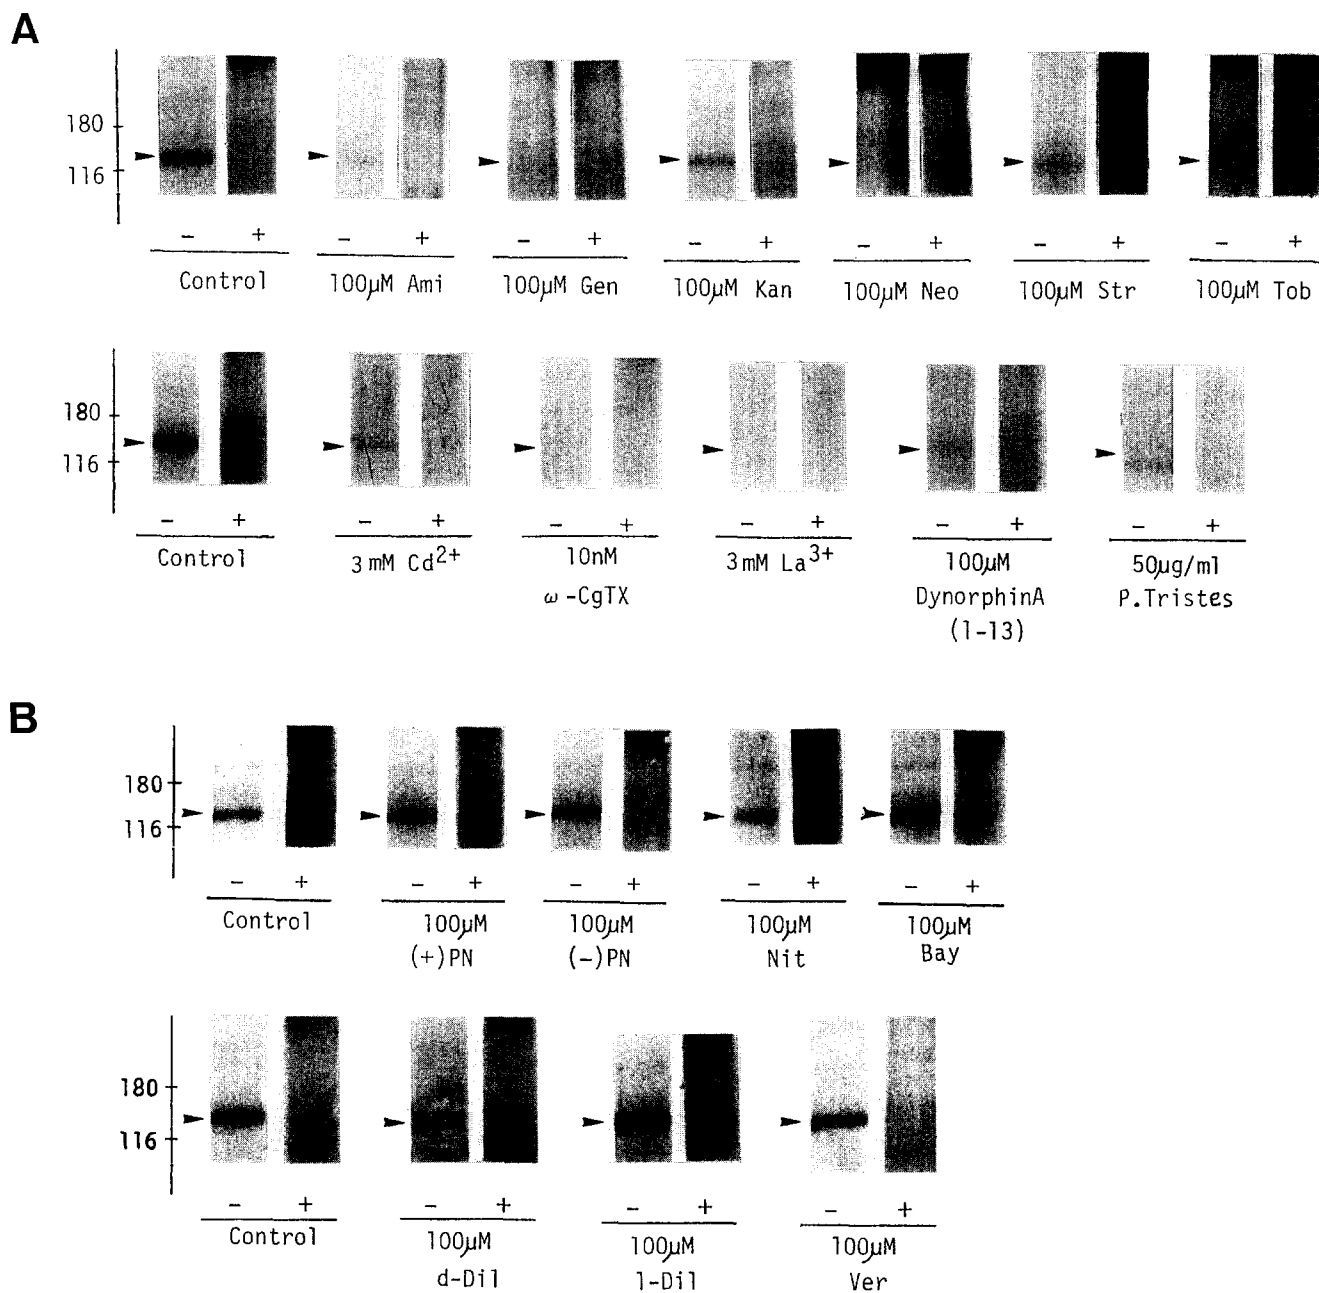 A
180
116
- + - + - + - + - + - + - +
Control 100μM Ami 100μM Gen 100μM Kan 100μM Neo 100μM Str 100μM Tob
180
116
- + - + - + - + - + - +
Control 3mM Cd2+ 10nM 3mM La3+ 100μM 50μg/ml
ω-CgTX DynorphinA P.Tristes
(1-13)
B
180
116
- + - + - + - + - +
Control 100μM 100μM 100μM 100μM
(+)PN (-)PN Nit Bay
180
116
- + - + - + - +
Control 100μM 100μM 100μM
d-Dil l-Dil Ver